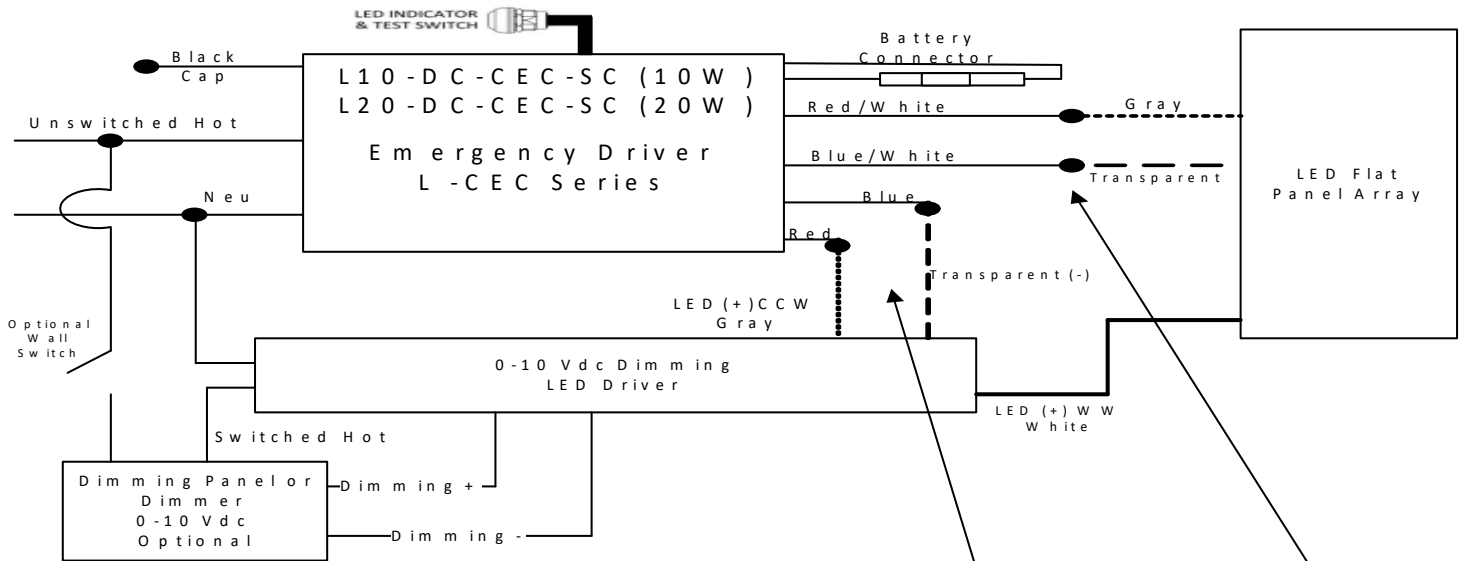 LED INDICATOR
& TEST SWITCH
Black
Cap
Battery
Connector
L10-DC-CEC-SC (10W )
L20-DC-CEC-SC (20W )
Emergency Driver
L -CEC Series
Red/White
Gray
Unswitched Hot
Blue/White
Transparent
LED Flat
Panel Array
Neu
Blue
Red
Transparent (-)
LED (+)CCW
Gray
Optional
Wall
Switch
0-10 Vdc Dimming
LED Driver
LED (+) WW
White
Switched Hot
Dimming Panel or
Dimmer
0-10 Vdc
Optional
Dimming +
Dimming -